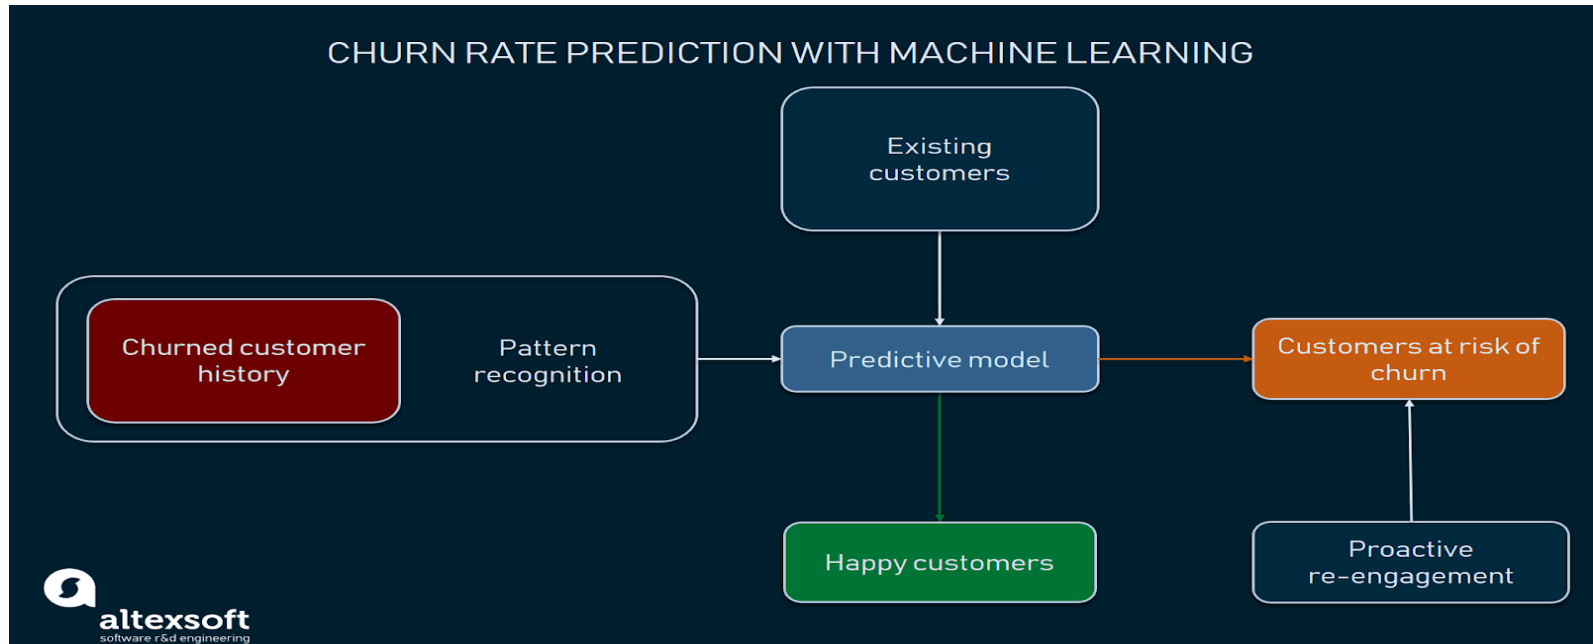 CHURN RATE PREDICTION WITH MACHINE LEARNING
Existing
customers
Churned customer
history
Pattern
recognition
Predictive model
Customers at risk of
churn
Happy customers
Proactive
re-engagement
altexsoft
software r&d engineering